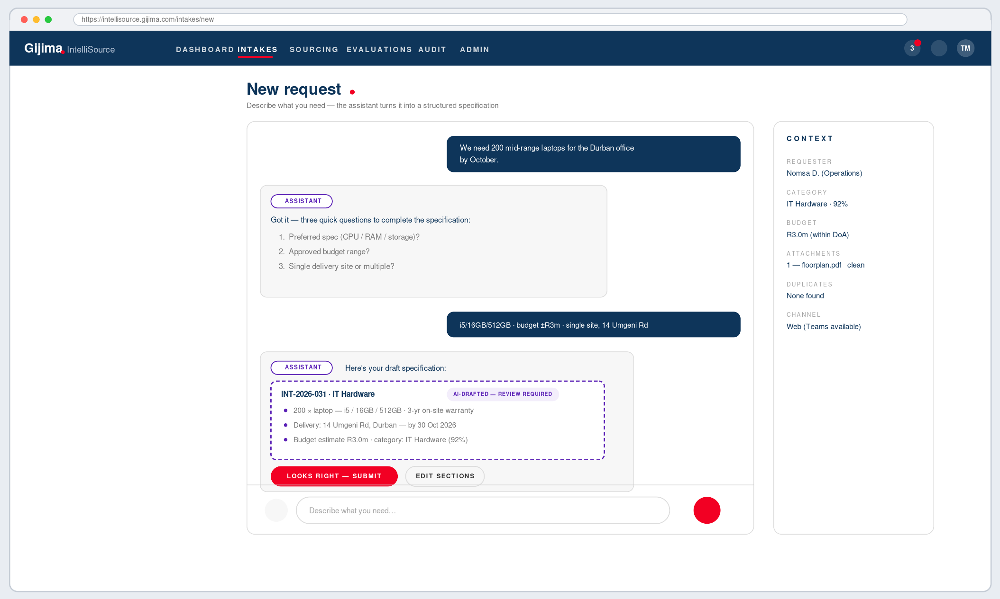 https://intellisource.gijima.com/intakes/new
Gijima. IntelliSource DASHBOARD INTAKES SOURCING EVALUATIONS AUDIT ADMIN 3 TM
New request
Describe what you need — the assistant turns it into a structured specification
We need 200 mid-range laptops for the Durban office
by October.
ASSISTANT
Got it — three quick questions to complete the specification:
1. Preferred spec (CPU / RAM / storage)?
2. Approved budget range?
3. Single delivery site or multiple?
i5/16GB/512GB · budget ±R3m · single site, 14 Umgeni Rd
ASSISTANT Here's your draft specification:
INT-2026-031 · IT Hardware AI-DRAFTED — REVIEW REQUIRED
200 × laptop — i5 / 16GB / 512GB · 3-yr on-site warranty
Delivery: 14 Umgeni Rd, Durban — by 30 Oct 2026
Budget estimate R3.0m · category: IT Hardware (92%)
LOOKS RIGHT — SUBMIT EDIT SECTIONS
Describe what you need…
CONTEXT
REQUESTER
Nomsa D. (Operations)
CATEGORY
IT Hardware · 92%
BUDGET
R3.0m (within DoA)
ATTACHMENTS
1 — floorplan.pdf clean
DUPLICATES
None found
CHANNEL
Web (Teams available)